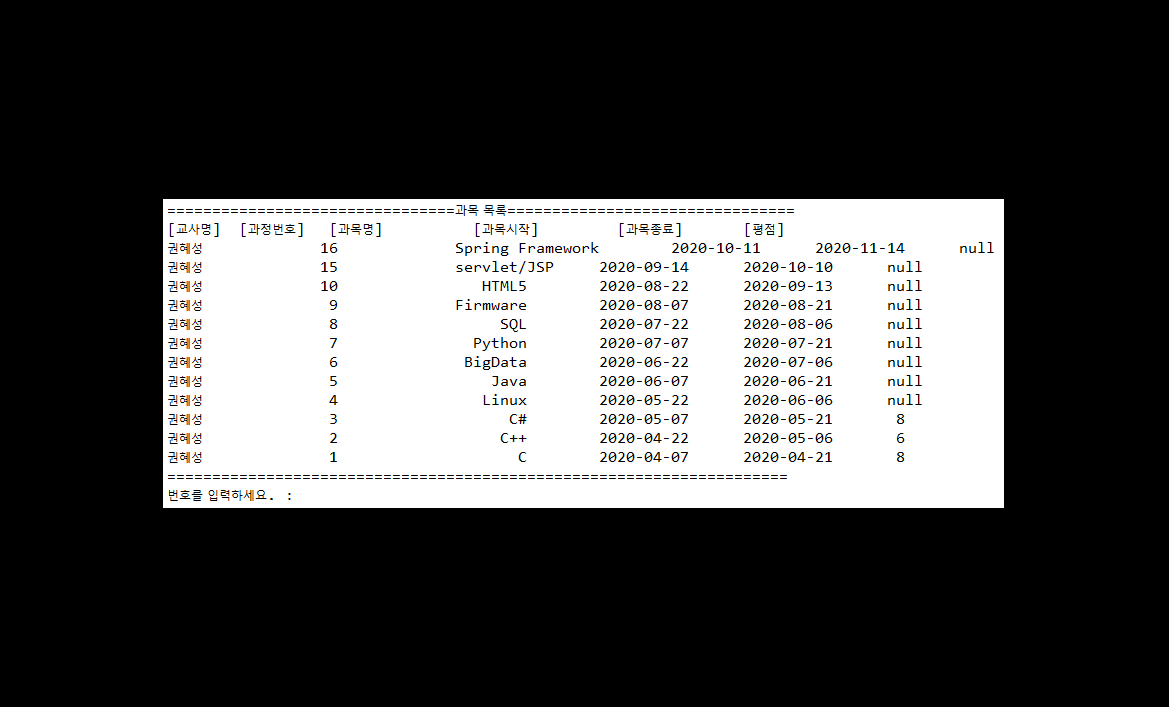 ================================과목 목록================================
[교사명] [과정번호] [과목명] [과목시작] [과목종료] [평점]
권혜성 16 Spring Framework 2020-10-11 2020-11-14 null
권혜성 15 servlet/JSP 2020-09-14 2020-10-10 null
권혜성 10 HTML5 2020-08-22 2020-09-13 null
권혜성 9 Firmware 2020-08-07 2020-08-21 null
권혜성 8 SQL 2020-07-22 2020-08-06 null
권혜성 7 Python 2020-07-07 2020-07-21 null
권혜성 6 BigData 2020-06-22 2020-07-06 null
권혜성 5 Java 2020-06-07 2020-06-21 null
권혜성 4 Linux 2020-05-22 2020-06-06 null
권혜성 3 C# 2020-05-07 2020-05-21 8
권혜성 2 C++ 2020-04-22 2020-05-06 6
권혜성 1 C 2020-04-07 2020-04-21 8
=====================================================================
번호를 입력하세요. :